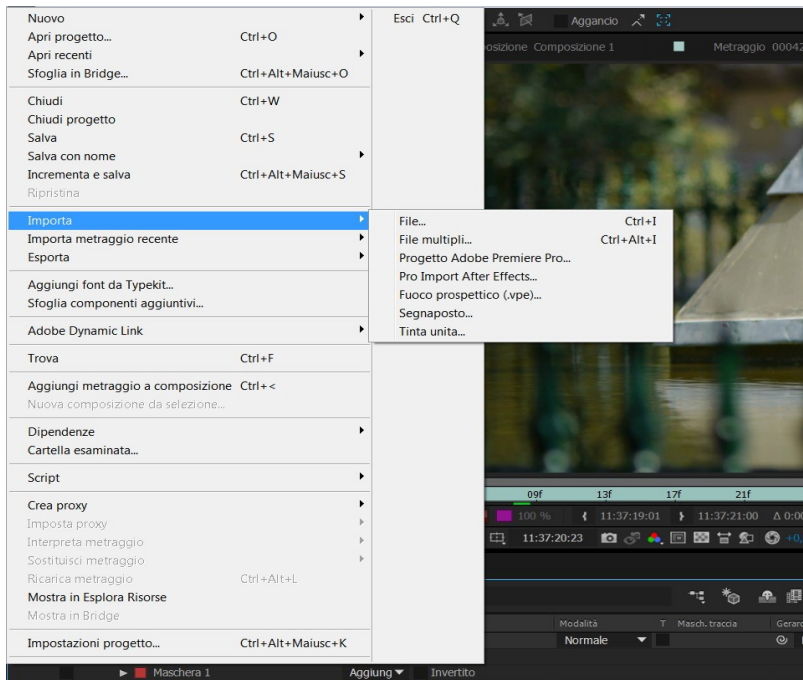 Nuovo
Esci Ctrl+Q
Aggancio
Apri progetto... Ctrl+O
Apri recenti
Composizione 1
Metraggio
Sfoglia in Bridge... Ctrl+Alt+Maiusc+O
Chiudi Ctrl+W
Chiudi progetto
Salva Ctrl+S
Salva con nome
Incrementa e salva Ctrl+Alt+Maiusc+S
Ripristina
Importa
File... Ctrl+I
File multipli... Ctrl+Alt+I
Progetto Adobe Premiere Pro...
Pro Import After Effects...
Fuoco prospettico (.vpe)...
Segnaposto...
Tinta unita...
Importa metraggio recente
Esporta
Aggiungi font da Typekit...
Sfoglia componenti aggiuntivi...
Adobe Dynamic Link
Trova Ctrl+F
Aggiungi metraggio a composizione Ctrl+<
Nuova composizione da selezione...
Dipendenze
Cartella esaminata...
Script
Crea proxy
Imposta proxy
Interpreta metraggio
Sostituisci metraggio
Ricarica metraggio Ctrl+Alt+L
Mostra in Esplora Risorse
Mostra in Bridge
Impostazioni progetto... Ctrl+Alt+Maiusc+K
09f 13f 17f 21f
100 % 11:37:19:01 11:37:21:00
11:37:20:23
Modalità T Masch. traccia
Normale
Maschera 1 Aggiung Invertito